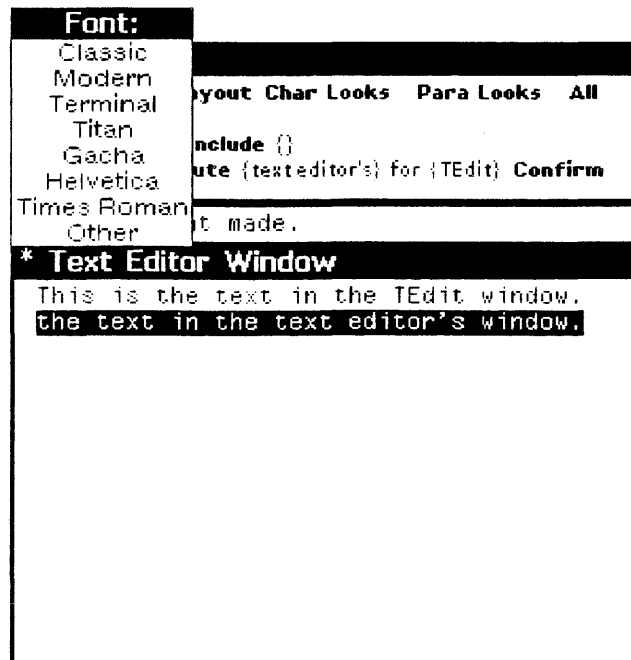 Font:
Classic
Modern
Terminal
Titan
Gacha
Helvetica
Times Roman
Other
yout Char Looks Para Looks All
nclude {}
ute {text editor's} for {TEdit} Confirm
t made.
* Text Editor Window
This is the text in the TEdit window.
the text in the text editor's window.